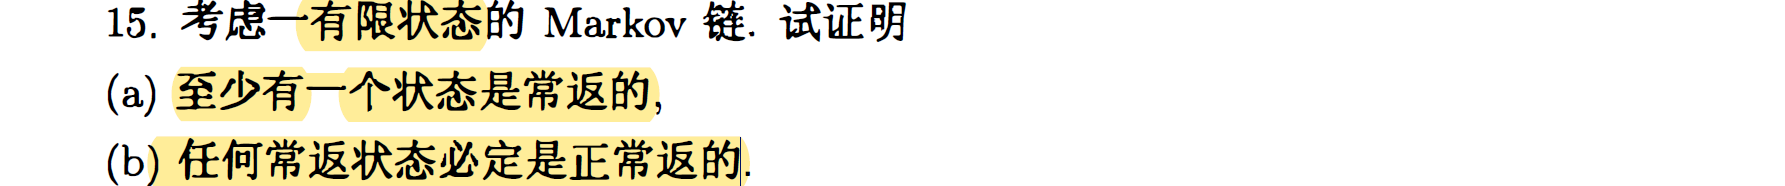 15. 考虑一有限状态的 Markov 链. 试证明
(a) 至少有一个状态是常返的,
(b) 任何常返状态必定是正常返的.